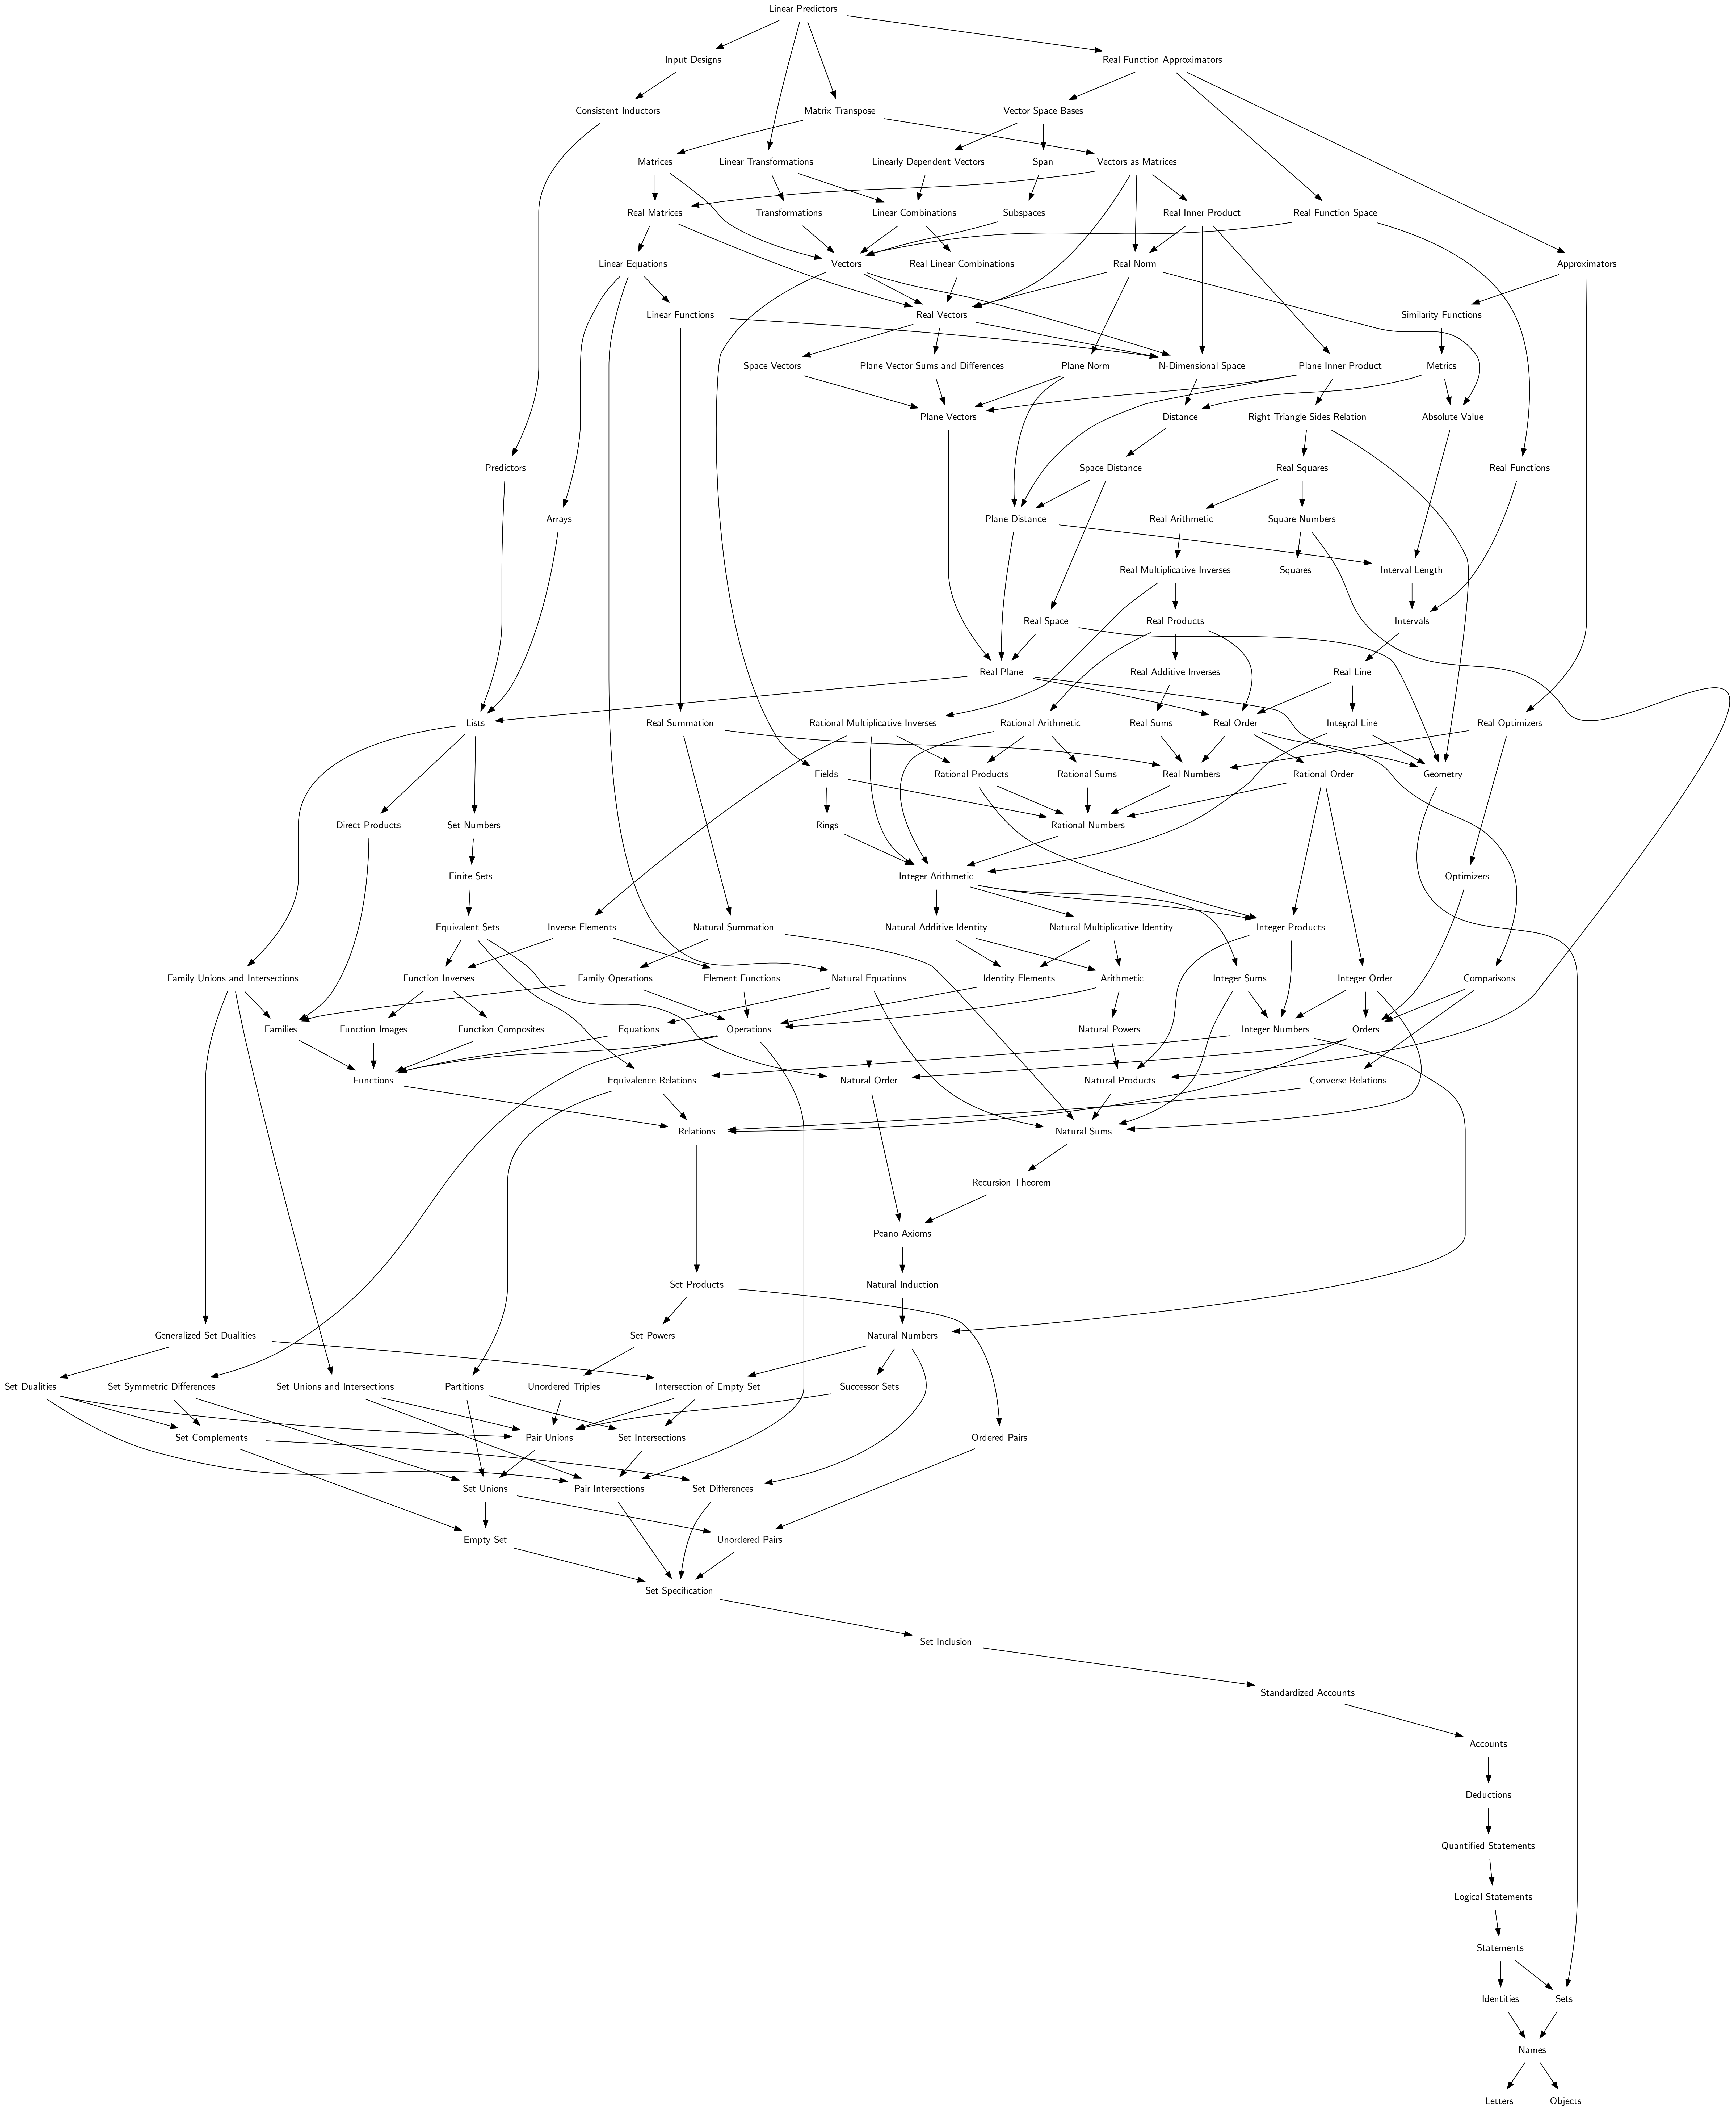 Linear Predictors
Input Designs
Real Function Approximators
Consistent Inductors
Matrix Transpose
Vector Space Bases
Matrices
Linear Transformations
Linearly Dependent Vectors
Span
Vectors as Matrices
Real Matrices
Transformations
Linear Combinations
Subspaces
Real Inner Product
Real Function Space
Linear Equations
Vectors
Real Linear Combinations
Real Norm
Approximators
Linear Functions
Real Vectors
Similarity Functions
Space Vectors
Plane Vector Sums and Differences
Plane Norm
N-Dimensional Space
Plane Inner Product
Metrics
Plane Vectors
Distance
Right Triangle Sides Relation
Absolute Value
Predictors
Space Distance
Real Squares
Real Functions
Arrays
Plane Distance
Real Arithmetic
Square Numbers
Real Multiplicative Inverses
Squares
Interval Length
Real Space
Real Products
Intervals
Real Plane
Real Additive Inverses
Real Line
Lists
Real Summation
Rational Multiplicative Inverses
Rational Arithmetic
Real Sums
Real Order
Integral Line
Real Optimizers
Fields
Rational Products
Rational Sums
Real Numbers
Rational Order
Geometry
Direct Products
Set Numbers
Rings
Rational Numbers
Finite Sets
Integer Arithmetic
Optimizers
Equivalent Sets
Inverse Elements
Natural Summation
Natural Additive Identity
Natural Multiplicative Identity
Integer Products
Family Unions and Intersections
Function Inverses
Family Operations
Element Functions
Natural Equations
Identity Elements
Arithmetic
Integer Sums
Integer Order
Comparisons
Families
Function Images
Function Composites
Equations
Operations
Natural Powers
Integer Numbers
Orders
Functions
Equivalence Relations
Natural Order
Natural Products
Converse Relations
Relations
Natural Sums
Recursion Theorem
Peano Axioms
Set Products
Natural Induction
Generalized Set Dualities
Set Powers
Natural Numbers
Set Dualities
Set Symmetric Differences
Set Unions and Intersections
Partitions
Unordered Triples
Intersection of Empty Set
Successor Sets
Set Complements
Pair Unions
Set Intersections
Ordered Pairs
Set Unions
Pair Intersections
Set Differences
Empty Set
Unordered Pairs
Set Specification
Set Inclusion
Standardized Accounts
Accounts
Deductions
Quantified Statements
Logical Statements
Statements
Identities
Sets
Names
Letters
Objects